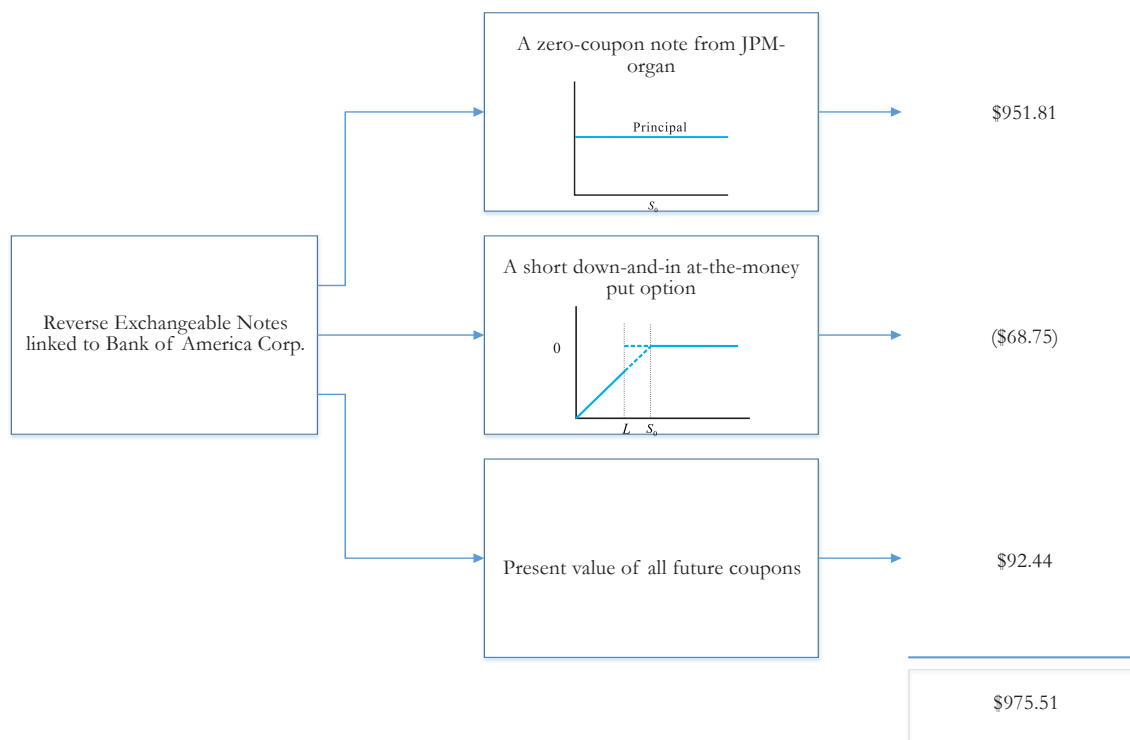 A zero-coupon note from JPM-
organ
Principal
S₀
$951.81
Reverse Exchangeable Notes
linked to Bank of America Corp.
A short down-and-in at-the-money
put option
0
L
S₀
($68.75)
Present value of all future coupons
$92.44
$975.51